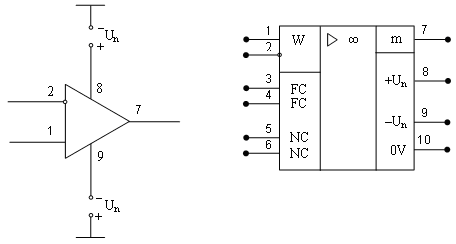 - Uₙ
+
8
2
7
1
9
- Uₙ
+
1 W ▷ ∞ m 7
2
3 FC +Uₙ 8
4 FC
5 NC −Uₙ 9
6 NC 0V 10